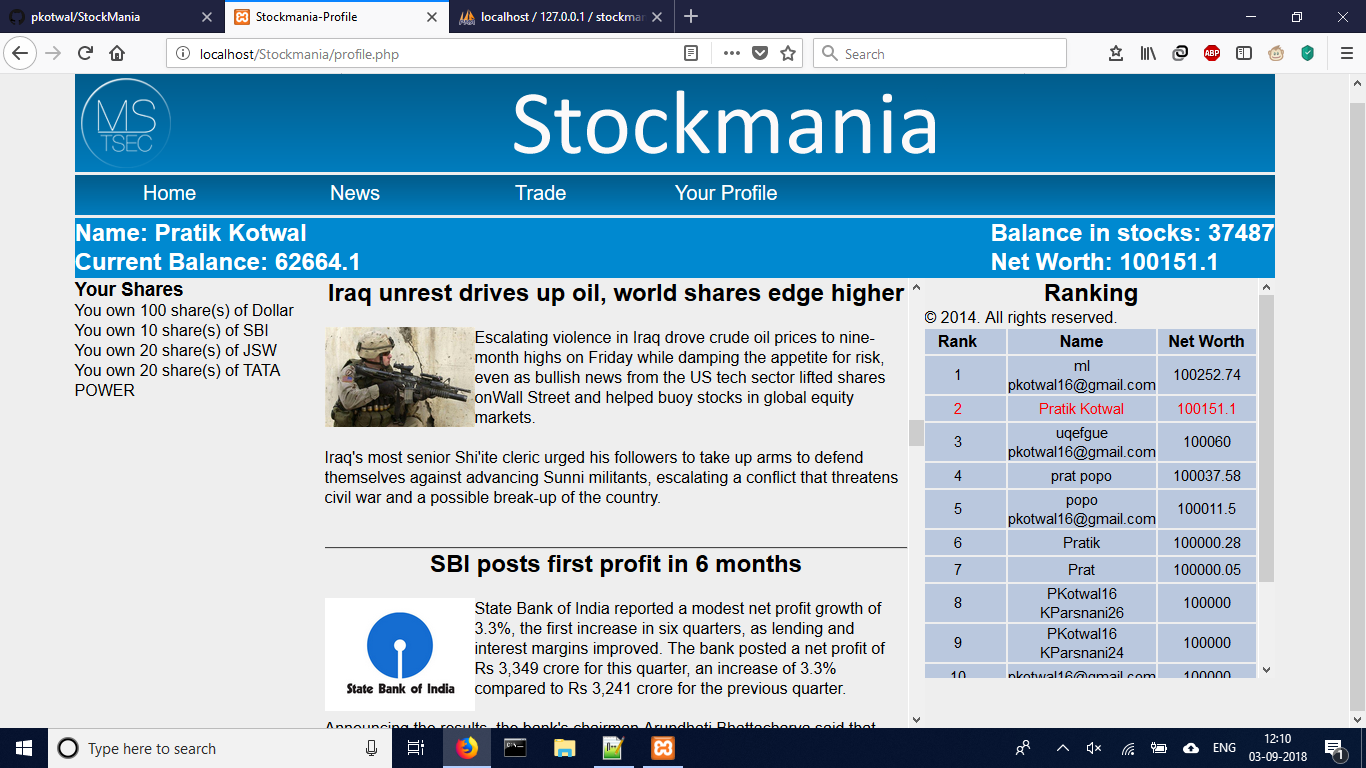 pkotwal/StockMania
Stockmania-Profile
localhost / 127.0.0.1 / stockmar
localhost/Stockmania/profile.php
Search
ABP
MS
TSEC
Stockmania
Home
News
Trade
Your Profile
Name: Pratik Kotwal
Balance in stocks: 37487
Current Balance: 62664.1
Net Worth: 100151.1
Your Shares
You own 100 share(s) of Dollar
You own 10 share(s) of SBI
You own 20 share(s) of JSW
You own 20 share(s) of TATA
POWER
Iraq unrest drives up oil, world shares edge higher
Escalating violence in Iraq drove crude oil prices to nine-
month highs on Friday while damping the appetite for risk,
even as bullish news from the US tech sector lifted shares
onWall Street and helped buoy stocks in global equity
markets.
Iraq's most senior Shi'ite cleric urged his followers to take up arms to defend
themselves against advancing Sunni militants, escalating a conflict that threatens
civil war and a possible break-up of the country.
SBI posts first profit in 6 months
State Bank of India
State Bank of India reported a modest net profit growth of
3.3%, the first increase in six quarters, as lending and
interest margins improved. The bank posted a net profit of
Rs 3,349 crore for this quarter, an increase of 3.3%
compared to Rs 3,241 crore for the previous quarter.
Announcing the results, the bank's chairman Arundhati Bhattacharya said that
Ranking
© 2014. All rights reserved.
Rank Name Net Worth
1 ml pkotwal16@gmail.com 100252.74
2 Pratik Kotwal 100151.1
3 uqefgue pkotwal16@gmail.com 100060
4 prat popo 100037.58
5 popo pkotwal16@gmail.com 100011.5
6 Pratik 100000.28
7 Prat 100000.05
8 PKotwal16 KParsnani26 100000
9 PKotwal16 KParsnani24 100000
10 pkotwal16@gmail.com 100000
Type here to search
ENG
12:10
03-09-2018
1